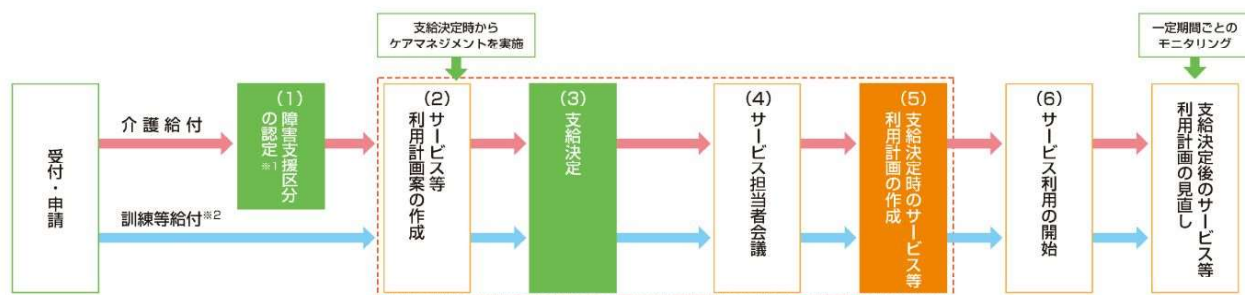 支給決定時から
ケアマネジメントを実施
一定期間ごとの
モニタリング
受付・申請
介護給付
訓練等給付※2
(1)
障害支援区分
の認定※1
(2)
サービス等
利用計画案の作成
(3)
支給決定
(4)
サービス担当者会議
(5)
支給決定時のサービス等
利用計画の作成
(6)
サービス利用の開始
支給決定後のサービス等
利用計画の見直し